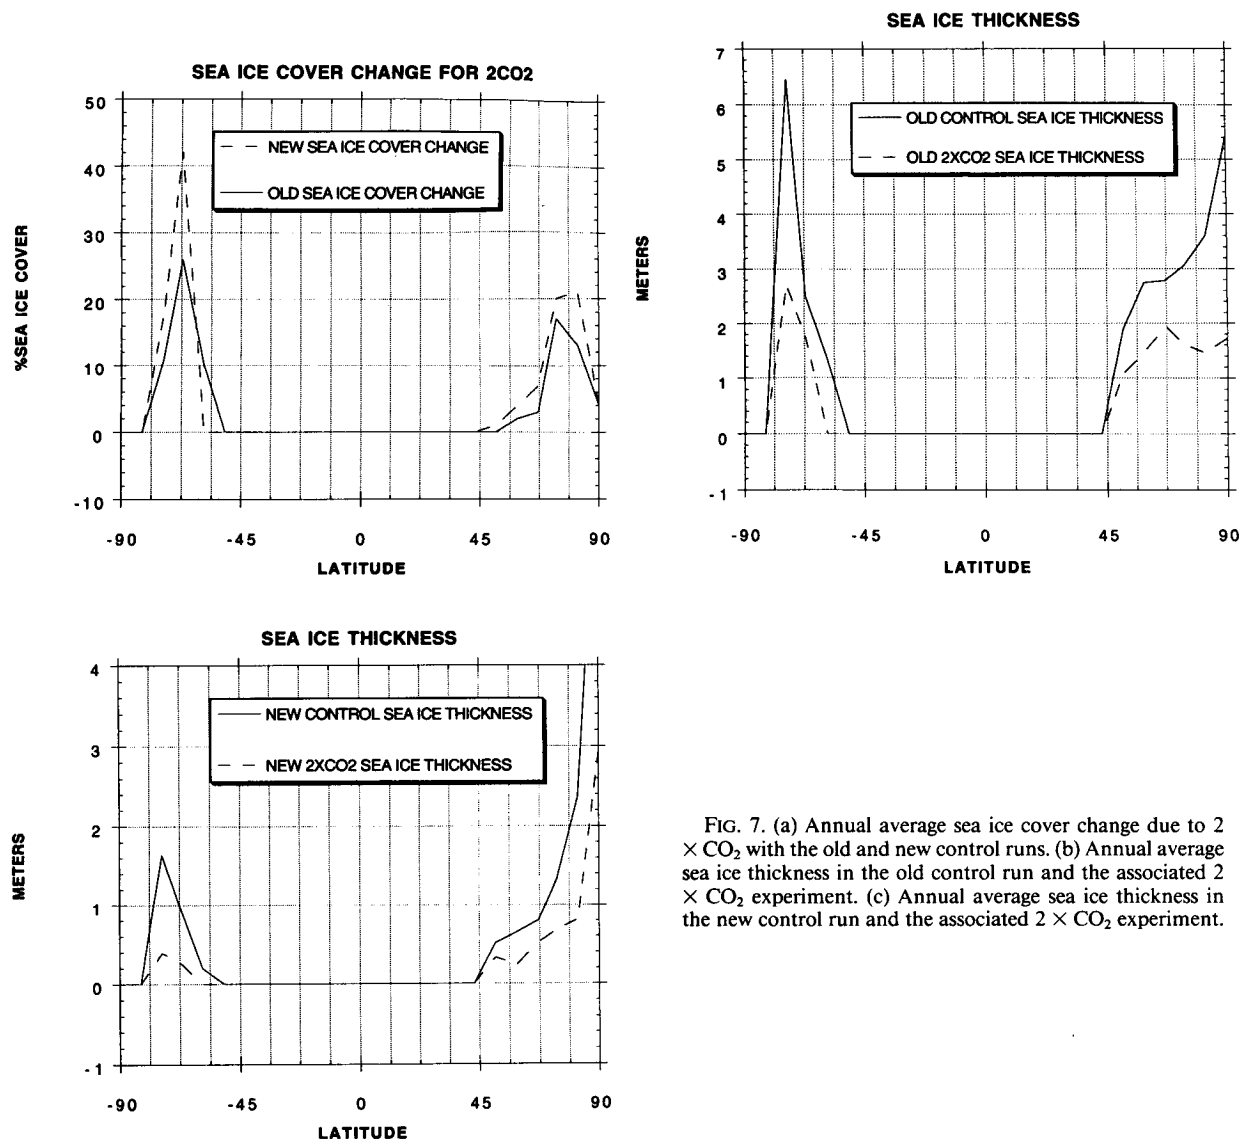 SEA ICE COVER CHANGE FOR 2CO2
50
40
30
20
10
0
-10
%SEA ICE COVER
NEW SEA ICE COVER CHANGE
OLD SEA ICE COVER CHANGE
-90 -45 0 45 90
LATITUDE
SEA ICE THICKNESS
7
6
5
4
3
2
1
0
-1
METERS
OLD CONTROL SEA ICE THICKNESS
OLD 2XCO2 SEA ICE THICKNESS
-90 -45 0 45 90
LATITUDE
SEA ICE THICKNESS
4
3
2
1
0
-1
METERS
NEW CONTROL SEA ICE THICKNESS
NEW 2XCO2 SEA ICE THICKNESS
-90 -45 0 45 90
LATITUDE
FIG. 7. (a) Annual average sea ice cover change due to 2
× CO₂ with the old and new control runs. (b) Annual average
sea ice thickness in the old control run and the associated 2
× CO₂ experiment. (c) Annual average sea ice thickness in
the new control run and the associated 2 × CO₂ experiment.